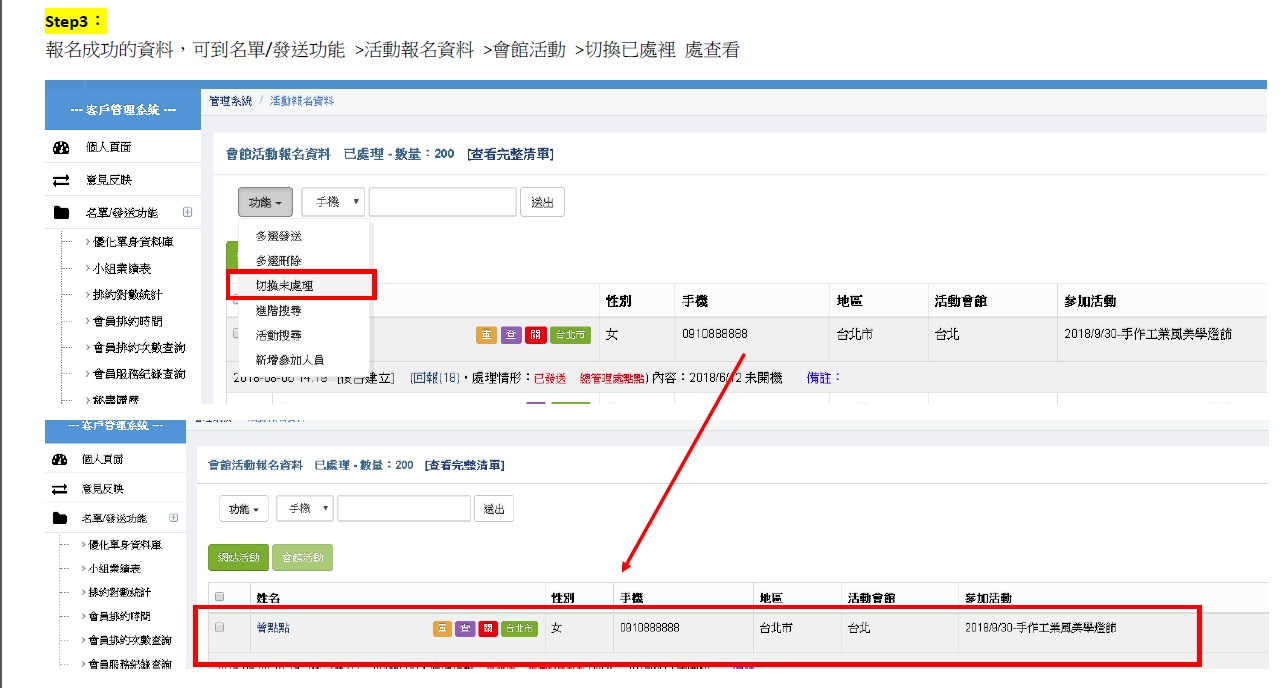 Step3：
報名成功的資料，可到名單/發送功能 >活動報名資料 >會館活動 >切換已處裡 處查看
--- 客戶管理系統 ---
管理系統 / 活動報名資料
個人頁面
意見反映
名單/發送功能
>優化單身資料庫
>小組業績表
>排約對數統計
>會員排約時間
>會員排約次數查詢
>會員服務紀錄查詢
>祕書履歷
會館活動報名資料 已處理 - 數量：200 [查看完整清單]
功能 手機 送出
多選發送
多選刪除
切換未處理
進階搜尋
活動搜尋
新增參加人員
性別 手機 地區 活動會館 參加活動
重 查 關 台北市 女 0910888888 台北市 台北 2018/9/30-手作工業風美學燈飾
2018-08-06 14:19 [後台建立] (回報(18)，處理情形：已發送 總管理處點點) 內容：2018/6/12 未開機 備註：
--- 客戶管理系統 ---
個人頁面
意見反映
名單/發送功能
>優化單身資料庫
>小組業績表
>排約對數統計
>會員排約時間
>會員排約次數查詢
>會員服務紀錄查詢
會館活動報名資料 已處理 - 數量：200 [查看完整清單]
功能 手機 送出
網站活動 會館活動
姓名 性別 手機 地區 活動會館 參加活動
曾點點 重 查 關 台北市 女 0910888888 台北市 台北 2018/9/30-手作工業風美學燈飾